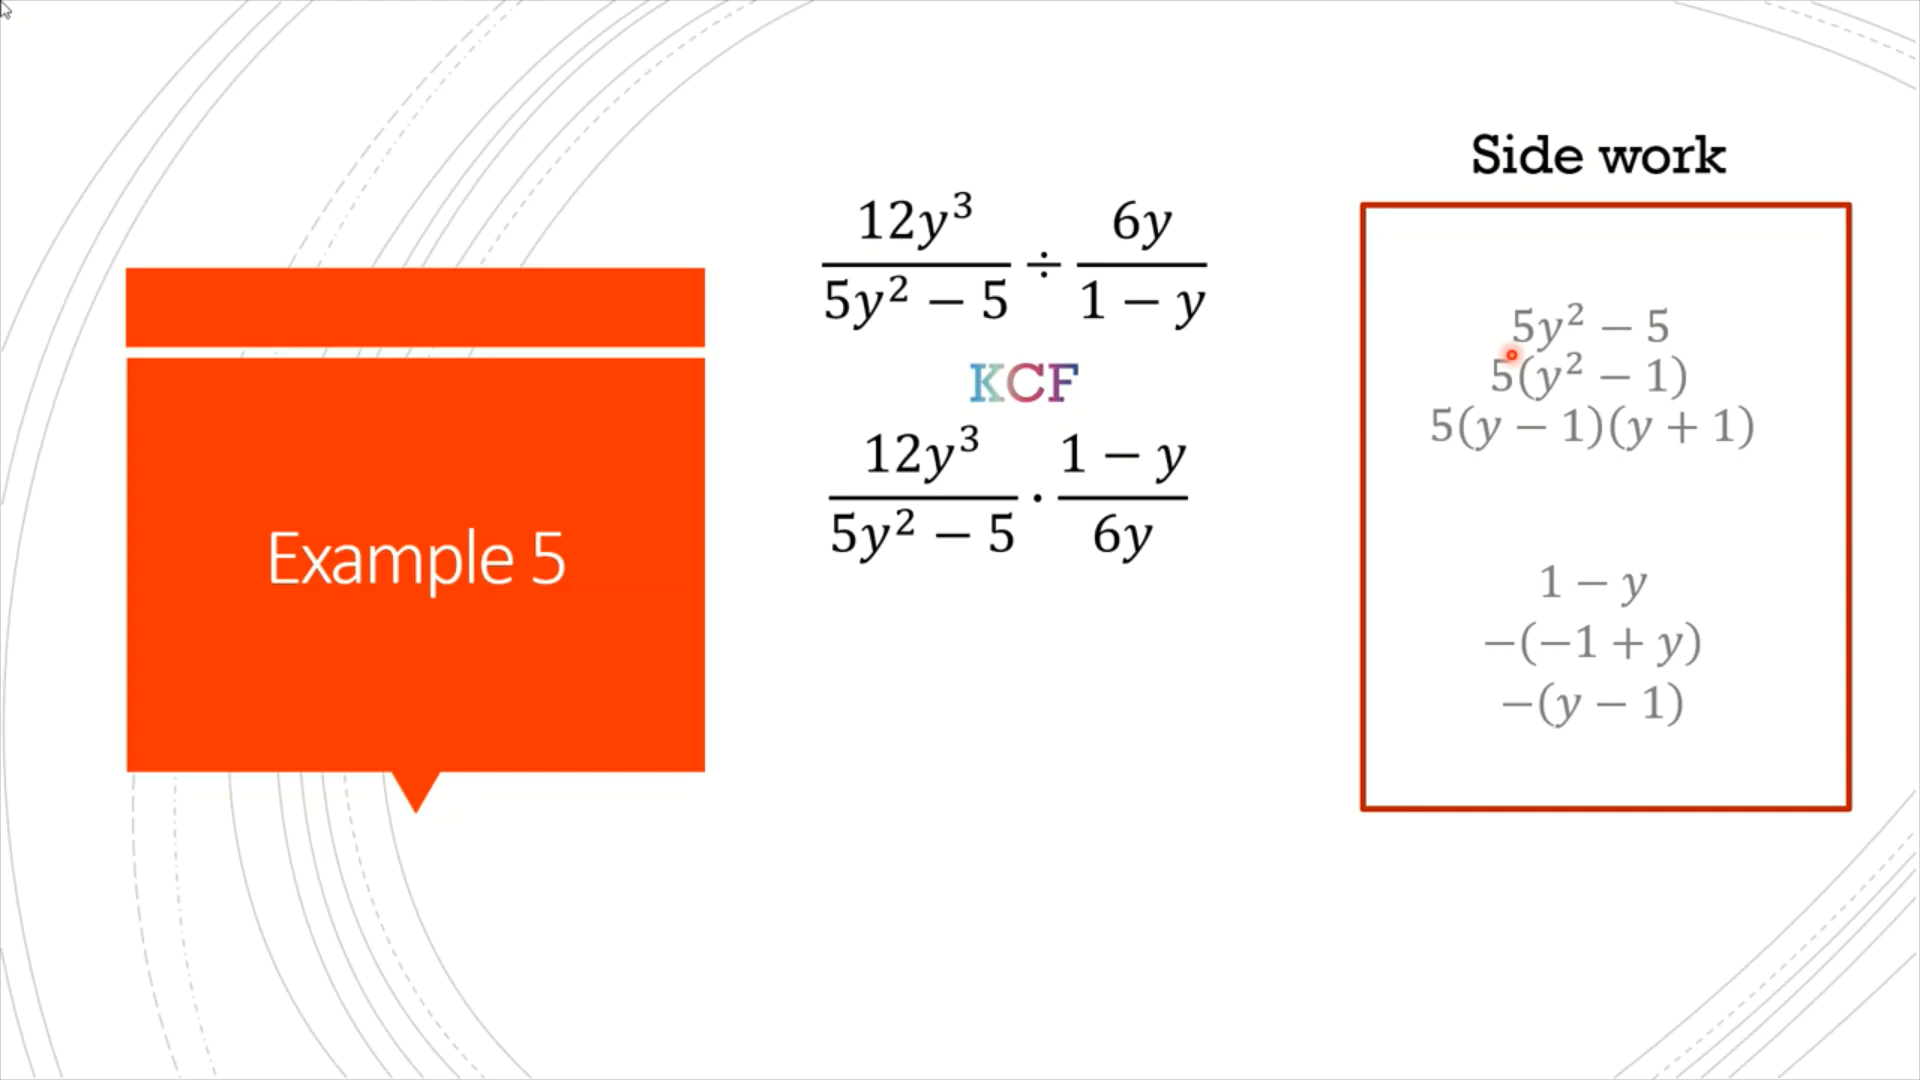 Example 5
12y³/(5y² − 5) ÷ 6y/(1 − y)
KCF
12y³/(5y² − 5) · (1 − y)/6y
Side work
5y² − 5
5(y² − 1)
5(y − 1)(y + 1)
1 − y
−(−1 + y)
−(y − 1)